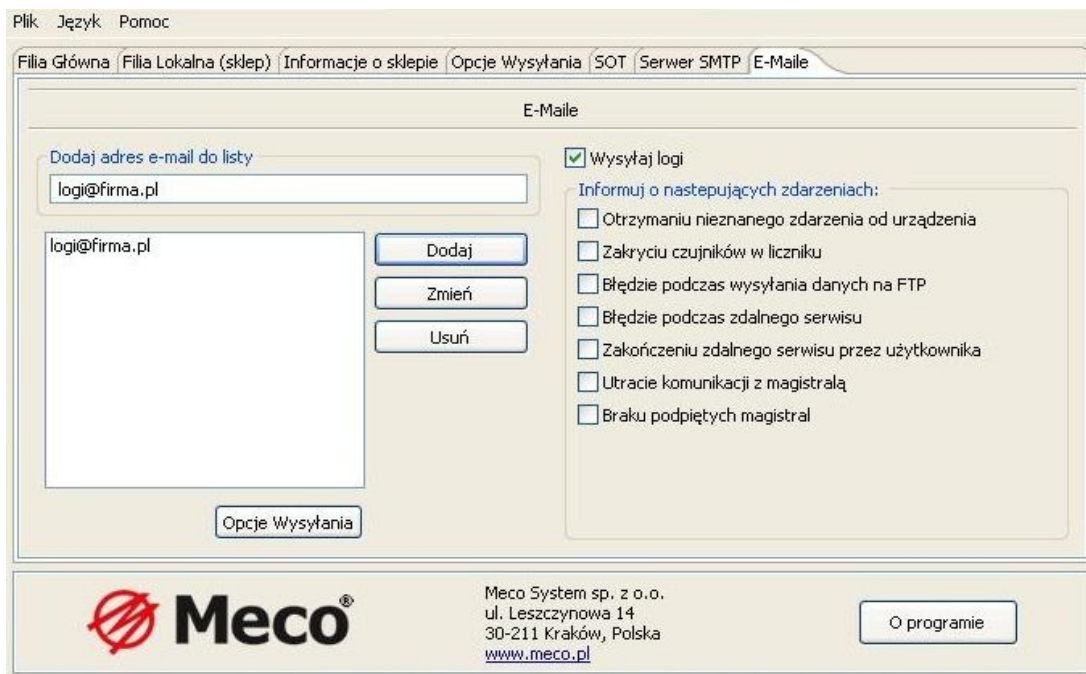 Plik Język Pomoc
Filia Główna Filia Lokalna (sklep) Informacje o sklepie Opcje Wysyłania SOT Serwer SMTP E-Maile
E-Maile
Dodaj adres e-mail do listy
logi@firma.pl
logi@firma.pl
Dodaj
Zmień
Usuń
Opcje Wysyłania
Wysyłaj logi
Informuj o nastepujących zdarzeniach:
Otrzymaniu nieznanego zdarzenia od urządzenia
Zakryciu czujników w liczniku
Błędzie podczas wysyłania danych na FTP
Błędzie podczas zdalnego serwisu
Zakończeniu zdalnego serwisu przez użytkownika
Utracie komunikacji z magistralą
Braku podpiętych magistral
Meco®
Meco System sp. z o.o.
ul. Leszczynowa 14
30-211 Kraków, Polska
www.meco.pl
O programie